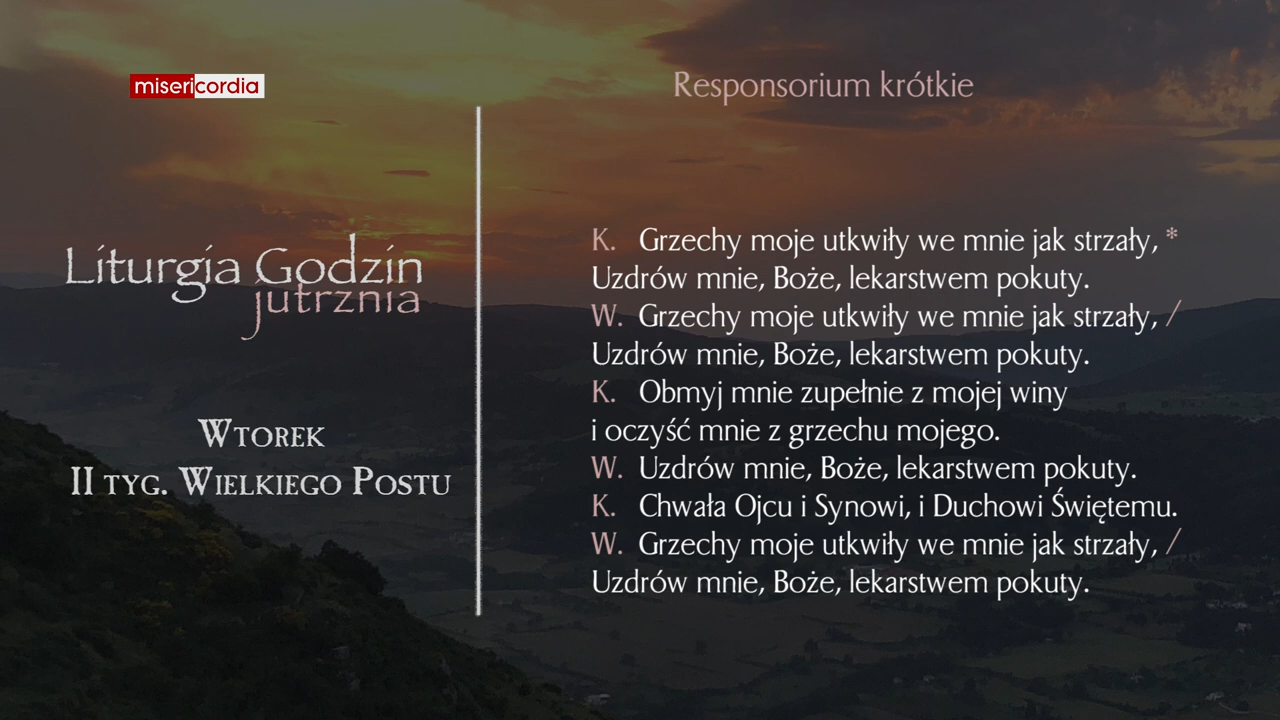 misericordia
Liturgia Godzin
jutrznia
Wtorek
II tyg. Wielkiego Postu
Responsorium krótkie
K. Grzechy moje utkwiły we mnie jak strzały, *
Uzdrów mnie, Boże, lekarstwem pokuty.
W. Grzechy moje utkwiły we mnie jak strzały, /
Uzdrów mnie, Boże, lekarstwem pokuty.
K. Obmyj mnie zupełnie z mojej winy
i oczyść mnie z grzechu mojego.
W. Uzdrów mnie, Boże, lekarstwem pokuty.
K. Chwała Ojcu i Synowi, i Duchowi Świętemu.
W. Grzechy moje utkwiły we mnie jak strzały, /
Uzdrów mnie, Boże, lekarstwem pokuty.